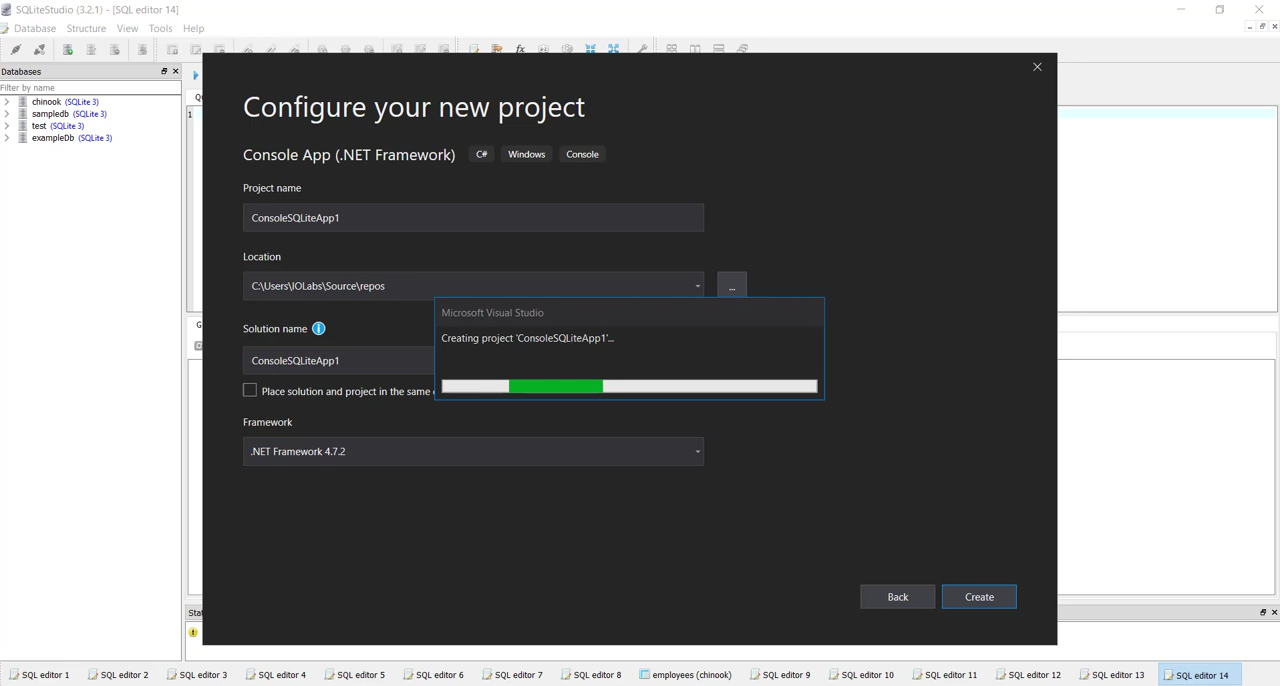 SQLiteStudio (3.2.1) - [SQL editor 14]
Database Structure View Tools Help
Databases
Filter by name
chinook (SQLite 3)
sampledb (SQLite 3)
test (SQLite 3)
exampleDb (SQLite 3)
1
Configure your new project
Console App (.NET Framework) C# Windows Console
Project name
ConsoleSQLiteApp1
Location
C:\Users\IOLabs\Source\repos
...
Solution name
ConsoleSQLiteApp1
Place solution and project in the same
Microsoft Visual Studio
Creating project 'ConsoleSQLiteApp1'...
Framework
.NET Framework 4.7.2
Back Create
SQL editor 1 SQL editor 2 SQL editor 3 SQL editor 4 SQL editor 5 SQL editor 6 SQL editor 7 SQL editor 8 employees (chinook) SQL editor 9 SQL editor 10 SQL editor 11 SQL editor 12 SQL editor 13 SQL editor 14